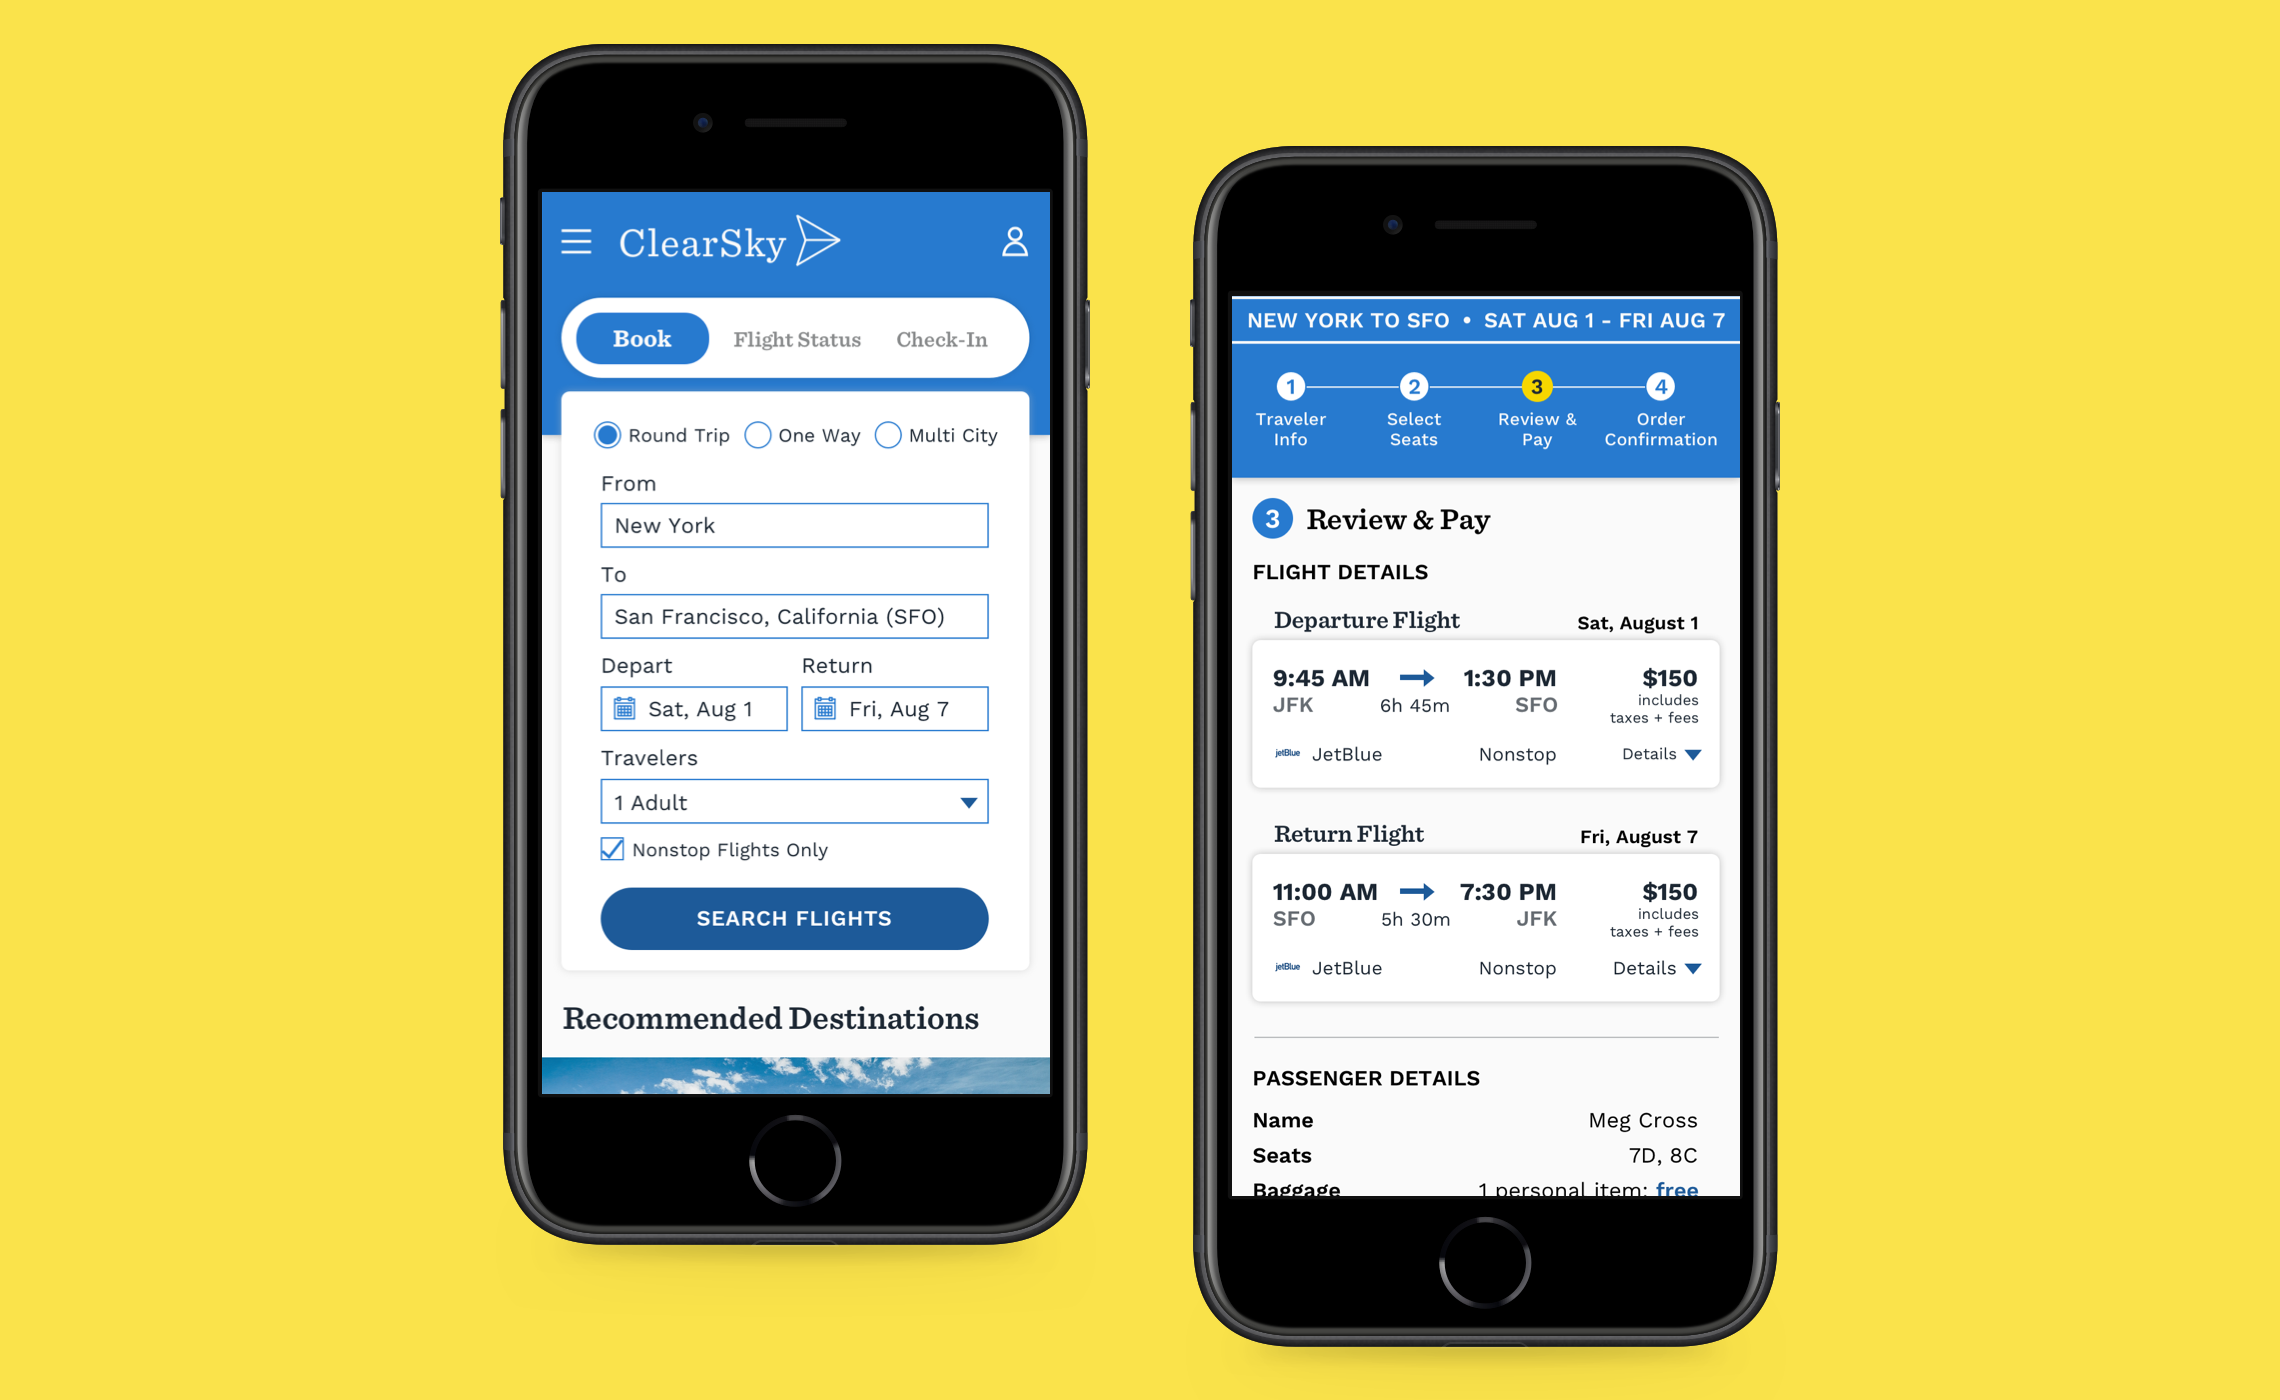 ClearSky
Book Flight Status Check-In
Round Trip One Way Multi City
From
New York
To
San Francisco, California (SFO)
Depart Return
Sat, Aug 1 Fri, Aug 7
Travelers
1 Adult
Nonstop Flights Only
SEARCH FLIGHTS
Recommended Destinations
NEW YORK TO SFO • SAT AUG 1 - FRI AUG 7
1 2 3 4
Traveler Select Review & Order
Info Seats Pay Confirmation
3 Review & Pay
FLIGHT DETAILS
Departure Flight Sat, August 1
9:45 AM 1:30 PM $150
JFK 6h 45m SFO includes
taxes + fees
jetBlue JetBlue Nonstop Details
Return Flight Fri, August 7
11:00 AM 7:30 PM $150
SFO 5h 30m JFK includes
taxes + fees
jetBlue JetBlue Nonstop Details
PASSENGER DETAILS
Name Meg Cross
Seats 7D, 8C
Baggage 1 personal item: free